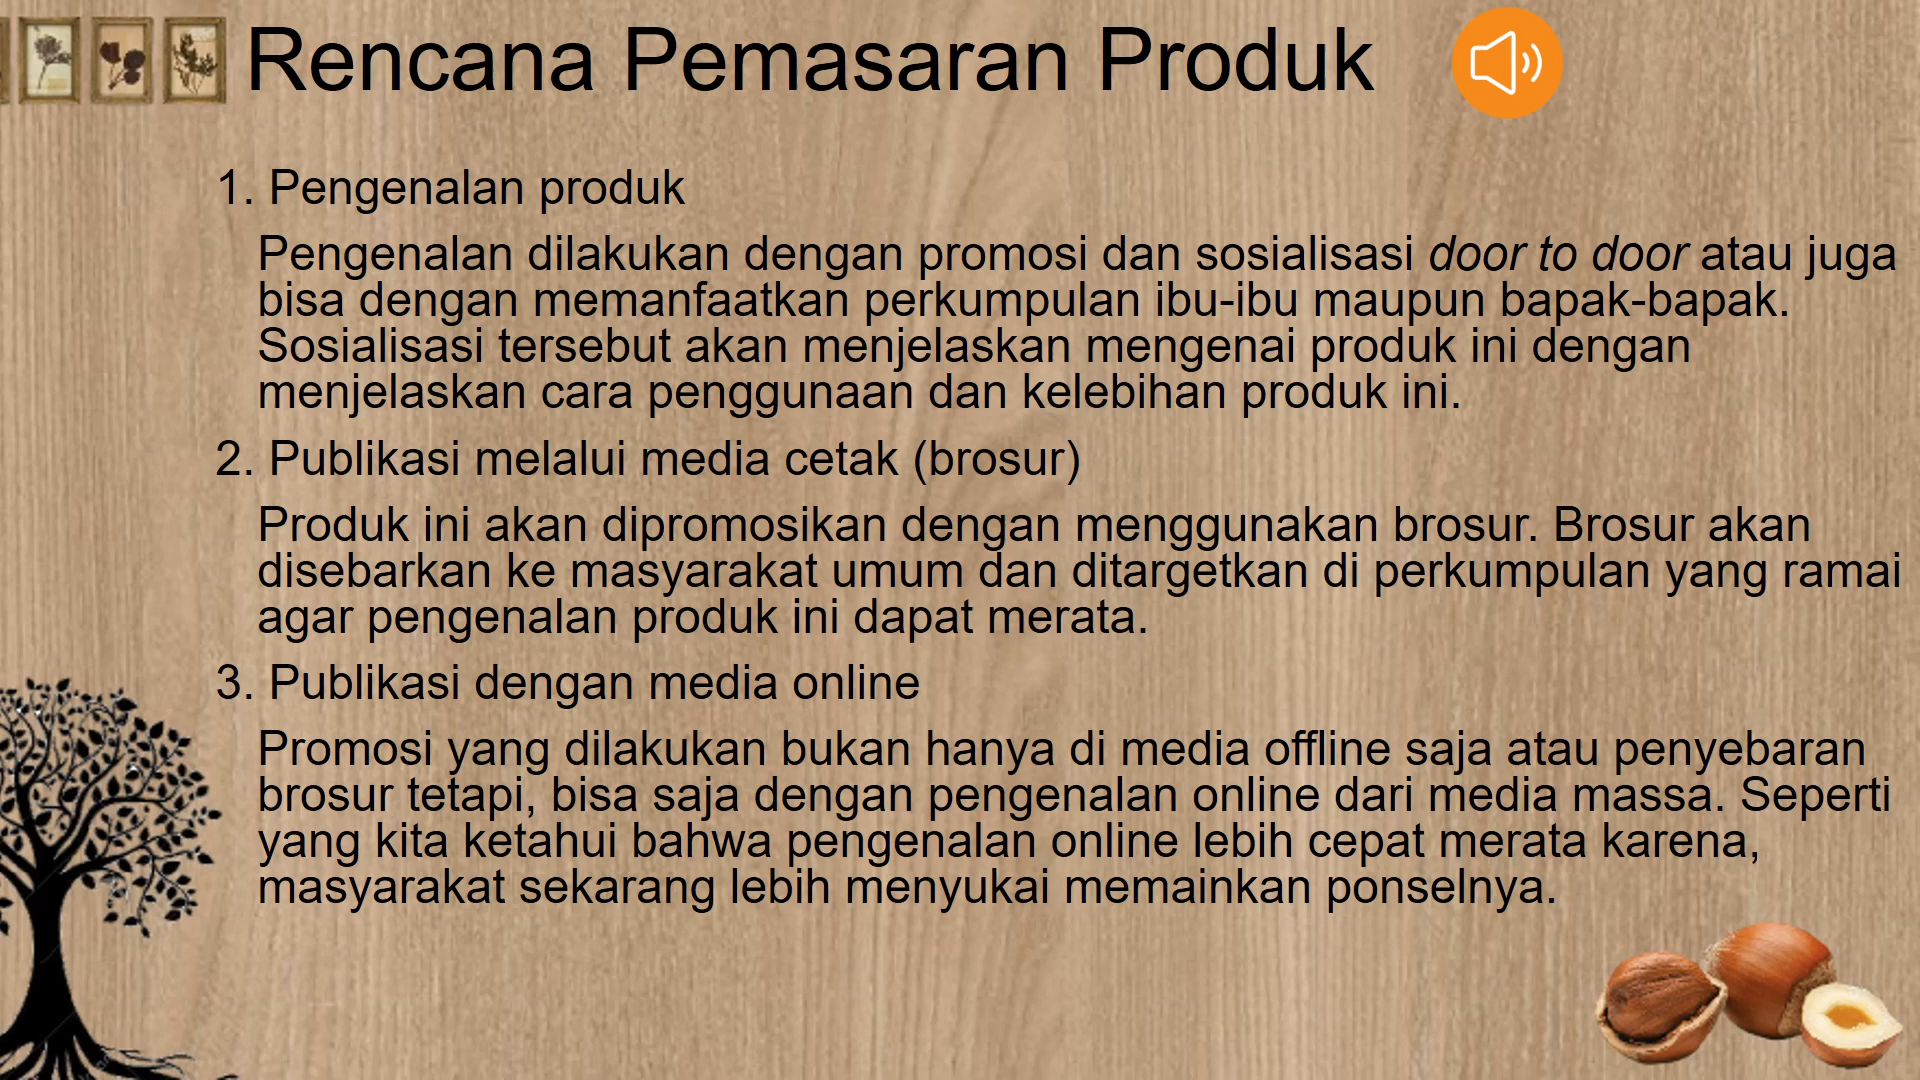 Rencana Pemasaran Produk
1. Pengenalan produk
Pengenalan dilakukan dengan promosi dan sosialisasi door to door atau juga
bisa dengan memanfaatkan perkumpulan ibu-ibu maupun bapak-bapak.
Sosialisasi tersebut akan menjelaskan mengenai produk ini dengan
menjelaskan cara penggunaan dan kelebihan produk ini.
2. Publikasi melalui media cetak (brosur)
Produk ini akan dipromosikan dengan menggunakan brosur. Brosur akan
disebarkan ke masyarakat umum dan ditargetkan di perkumpulan yang ramai
agar pengenalan produk ini dapat merata.
3. Publikasi dengan media online
Promosi yang dilakukan bukan hanya di media offline saja atau penyebaran
brosur tetapi, bisa saja dengan pengenalan online dari media massa. Seperti
yang kita ketahui bahwa pengenalan online lebih cepat merata karena,
masyarakat sekarang lebih menyukai memainkan ponselnya.